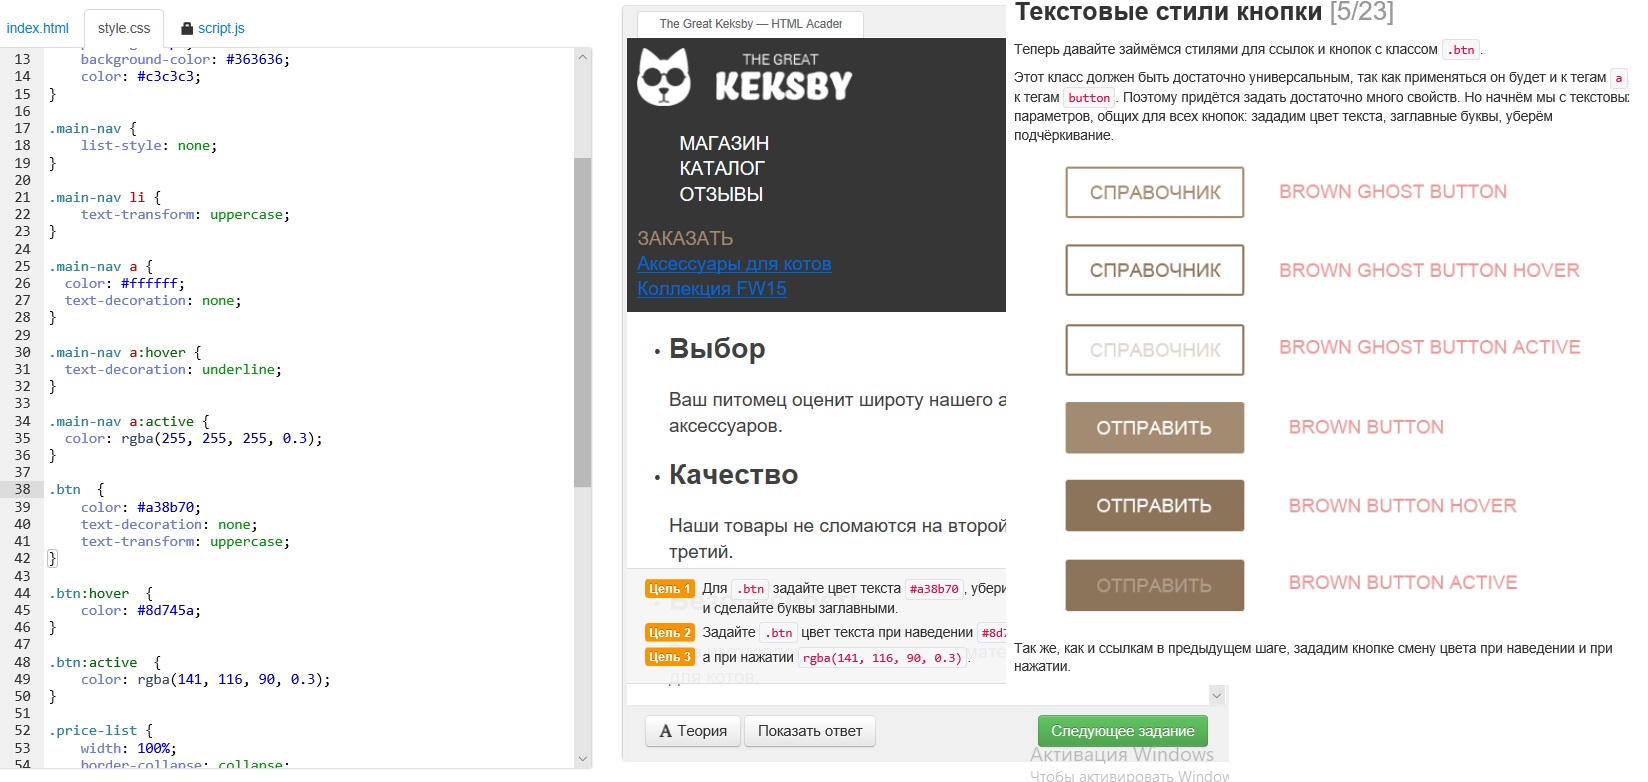 index.html
style.css
script.js
13
background-color: #363636;
14
color: #c3c3c3;
15
}
16
17
.main-nav {
18
list-style: none;
19
}
20
21
.main-nav li {
22
text-transform: uppercase;
23
}
24
25
.main-nav a {
26
color: #ffffff;
27
text-decoration: none;
28
}
29
30
.main-nav a:hover {
31
text-decoration: underline;
32
}
33
34
.main-nav a:active {
35
color: rgba(255, 255, 255, 0.3);
36
}
37
38
.btn {
39
color: #a38b70;
40
text-decoration: none;
41
text-transform: uppercase;
42
}
43
44
.btn:hover {
45
color: #8d745a;
46
}
47
48
.btn:active {
49
color: rgba(141, 116, 90, 0.3);
50
}
51
52
.price-list {
53
width: 100%;
54
border-collapse: collapse;
The Great Keksby — HTML Acader
THE GREAT
KEKSBY
МАГАЗИН
КАТАЛОГ
ОТЗЫВЫ
ЗАКАЗАТЬ
Аксессуары для котов
Коллекция FW15
Выбор
Ваш питомец оценит широту нашего а
аксессуаров.
Качество
Наши товары не сломаются на второй
третий.
Цель 1 Для .btn задайте цвет текста #a38b70, убери
и сделайте буквы заглавными.
Цель 2 Задайте .btn цвет текста при наведении #8d7
Цель 3 а при нажатии rgba(141, 116, 90, 0.3).
для котов.
Теория
Показать ответ
Следующее задание
Активация Windows
Чтобы активировать Window
Текстовые стили кнопки [5/23]
Теперь давайте займёмся стилями для ссылок и кнопок с классом .btn.
Этот класс должен быть достаточно универсальным, так как применяться он будет и к тегам a
к тегам button. Поэтому придётся задать достаточно много свойств. Но начнём мы с текстовы
параметров, общих для всех кнопок: зададим цвет текста, заглавные буквы, уберём
подчёркивание.
СПРАВОЧНИК BROWN GHOST BUTTON
СПРАВОЧНИК BROWN GHOST BUTTON HOVER
СПРАВОЧНИК BROWN GHOST BUTTON ACTIVE
ОТПРАВИТЬ BROWN BUTTON
ОТПРАВИТЬ BROWN BUTTON HOVER
ОТПРАВИТЬ BROWN BUTTON ACTIVE
Так же, как и ссылкам в предыдущем шаге, зададим кнопке смену цвета при наведении и при
нажатии.